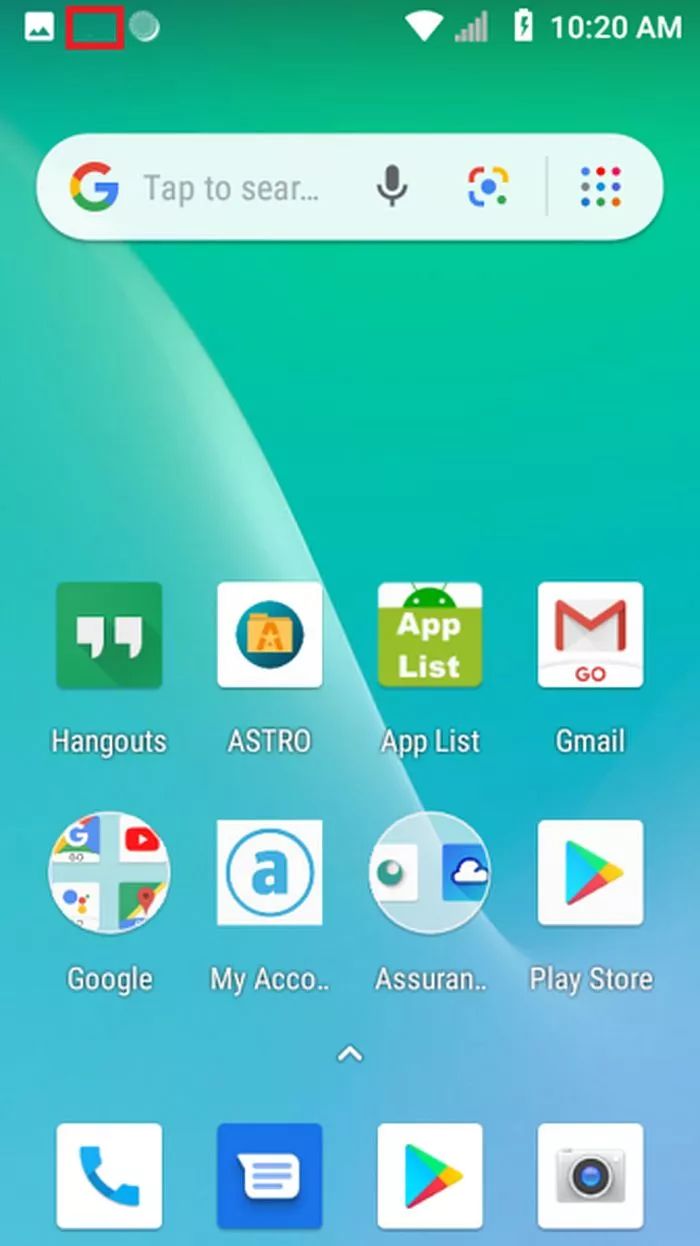 10:20 AM
Tap to sear...
App
List
GO
Hangouts
ASTRO
App List
Gmail
GO
Google
My Acco..
Assuran..
Play Store